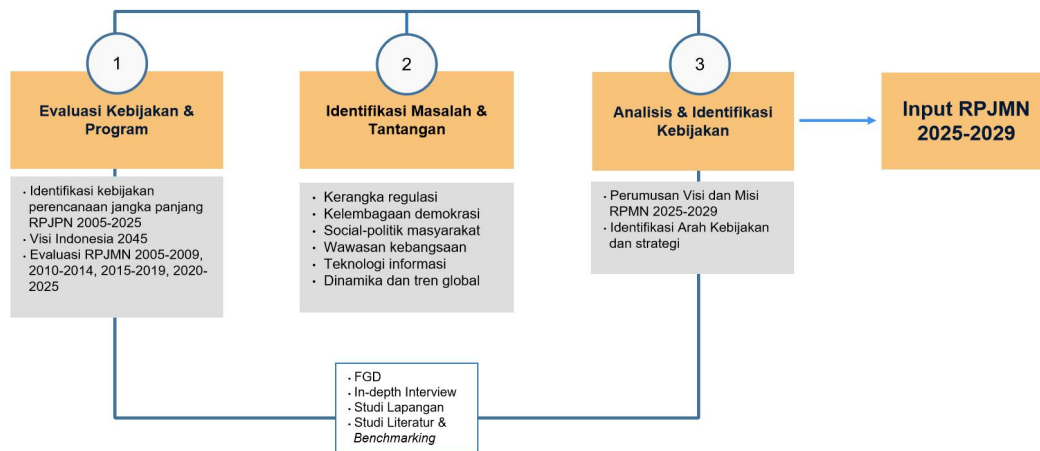 1
Evaluasi Kebijakan &
Program
· Identifikasi kebijakan
perencanaan jangka panjang
RPJPN 2005-2025
· Visi Indonesia 2045
· Evaluasi RPJMN 2005-2009,
2010-2014, 2015-2019, 2020-
2025
2
Identifikasi Masalah &
Tantangan
• Kerangka regulasi
• Kelembagaan demokrasi
• Social-politik masyarakat
• Wawasan kebangsaan
• Teknologi informasi
• Dinamika dan tren global
3
Analisis & Identifikasi
Kebijakan
• Perumusan Visi dan Misi
RPMN 2025-2029
• Identifikasi Arah Kebijakan
dan strategi
Input RPJMN
2025-2029
• FGD
• In-depth Interview
• Studi Lapangan
• Studi Literatur &
Benchmarking